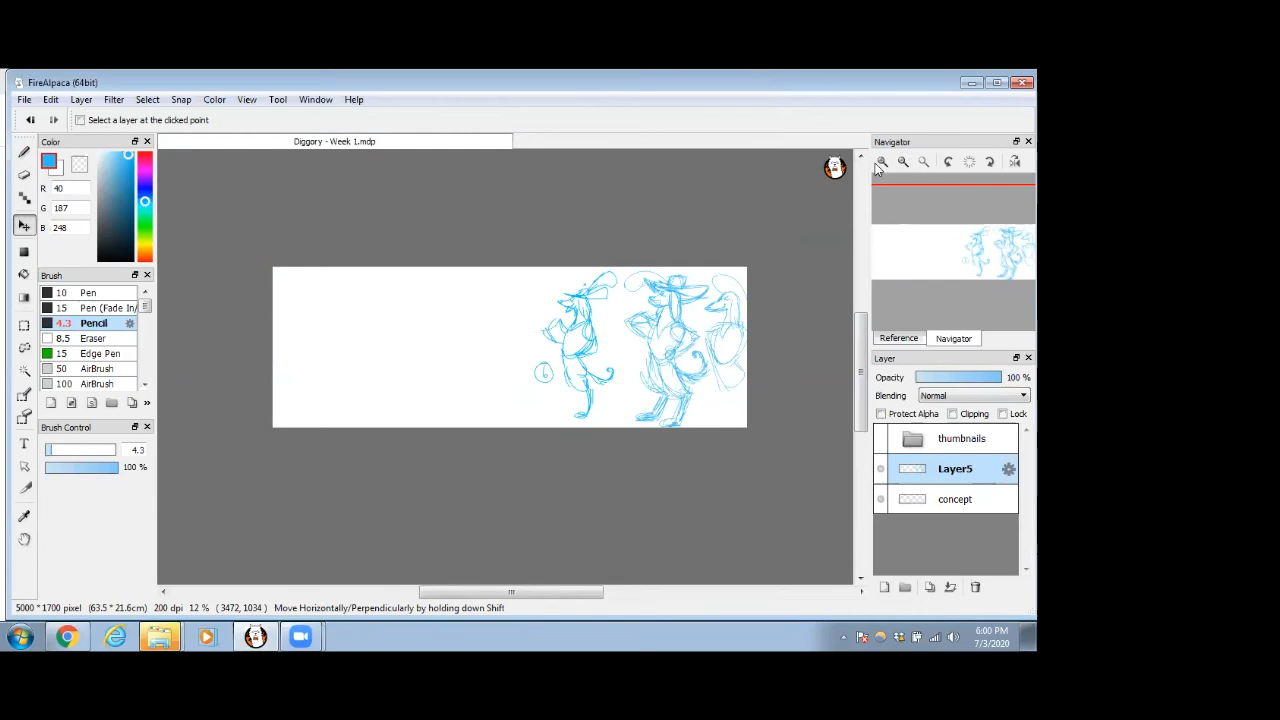 FireAlpaca (64bit)
File Edit Layer Filter Select Snap Color View Tool Window Help
Select a layer at the clicked point
Color
Diggory - Week 1.mdp
Navigator
R 40
G 187
B 248
Brush
10 Pen
15 Pen (Fade In/
4.3 Pencil
8.5 Eraser
15 Edge Pen
50 AirBrush
100 AirBrush
»
Brush Control
4.3
100 %
6
Reference Navigator
Layer
Opacity 100 %
Blending Normal
Protect Alpha Clipping Lock
thumbnails
Layer5
concept
5000 * 1700 pixel (63.5 * 21.6cm) 200 dpi 12 % ( 3472, 1034 ) Move Horizontally/Perpendicularly by holding down Shift
6:00 PM
7/3/2020